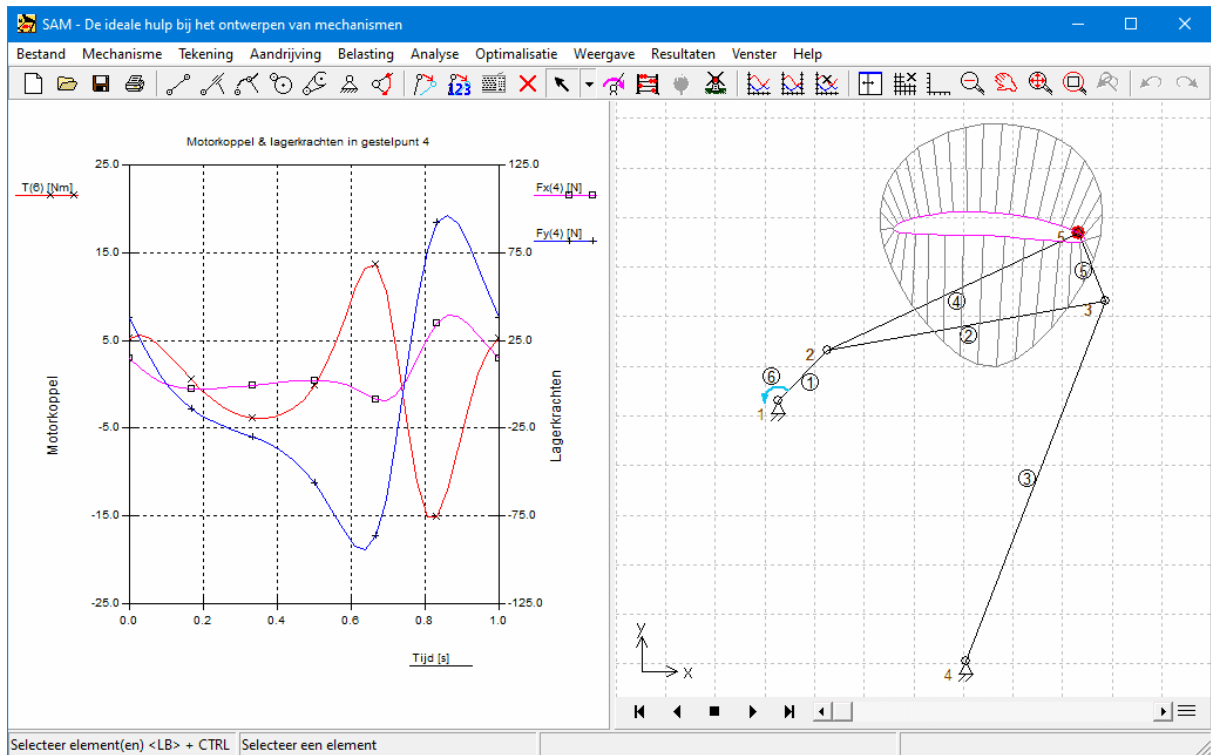 SAM - De ideale hulp bij het ontwerpen van mechanismen
Bestand Mechanisme Tekening Aandrijving Belasting Analyse Optimalisatie Weergave Resultaten Venster Help
123
Motorkoppel & lagerkrachten in gestelpunt 4
25.0 125.0
T(6) [Nm] Fx(4) [N]
Fy(4) [N]
15.0 75.0
5.0 25.0
Motorkoppel
Lagerkrachten
-5.0 -25.0
-15.0 -75.0
-25.0 -125.0
0.0 0.2 0.4 0.6 0.8 1.0
Tijd [s]
5
5
4
3
2
2
6
1
1
3
y
x
4
Selecteer element(en) <LB> + CTRL Selecteer een element